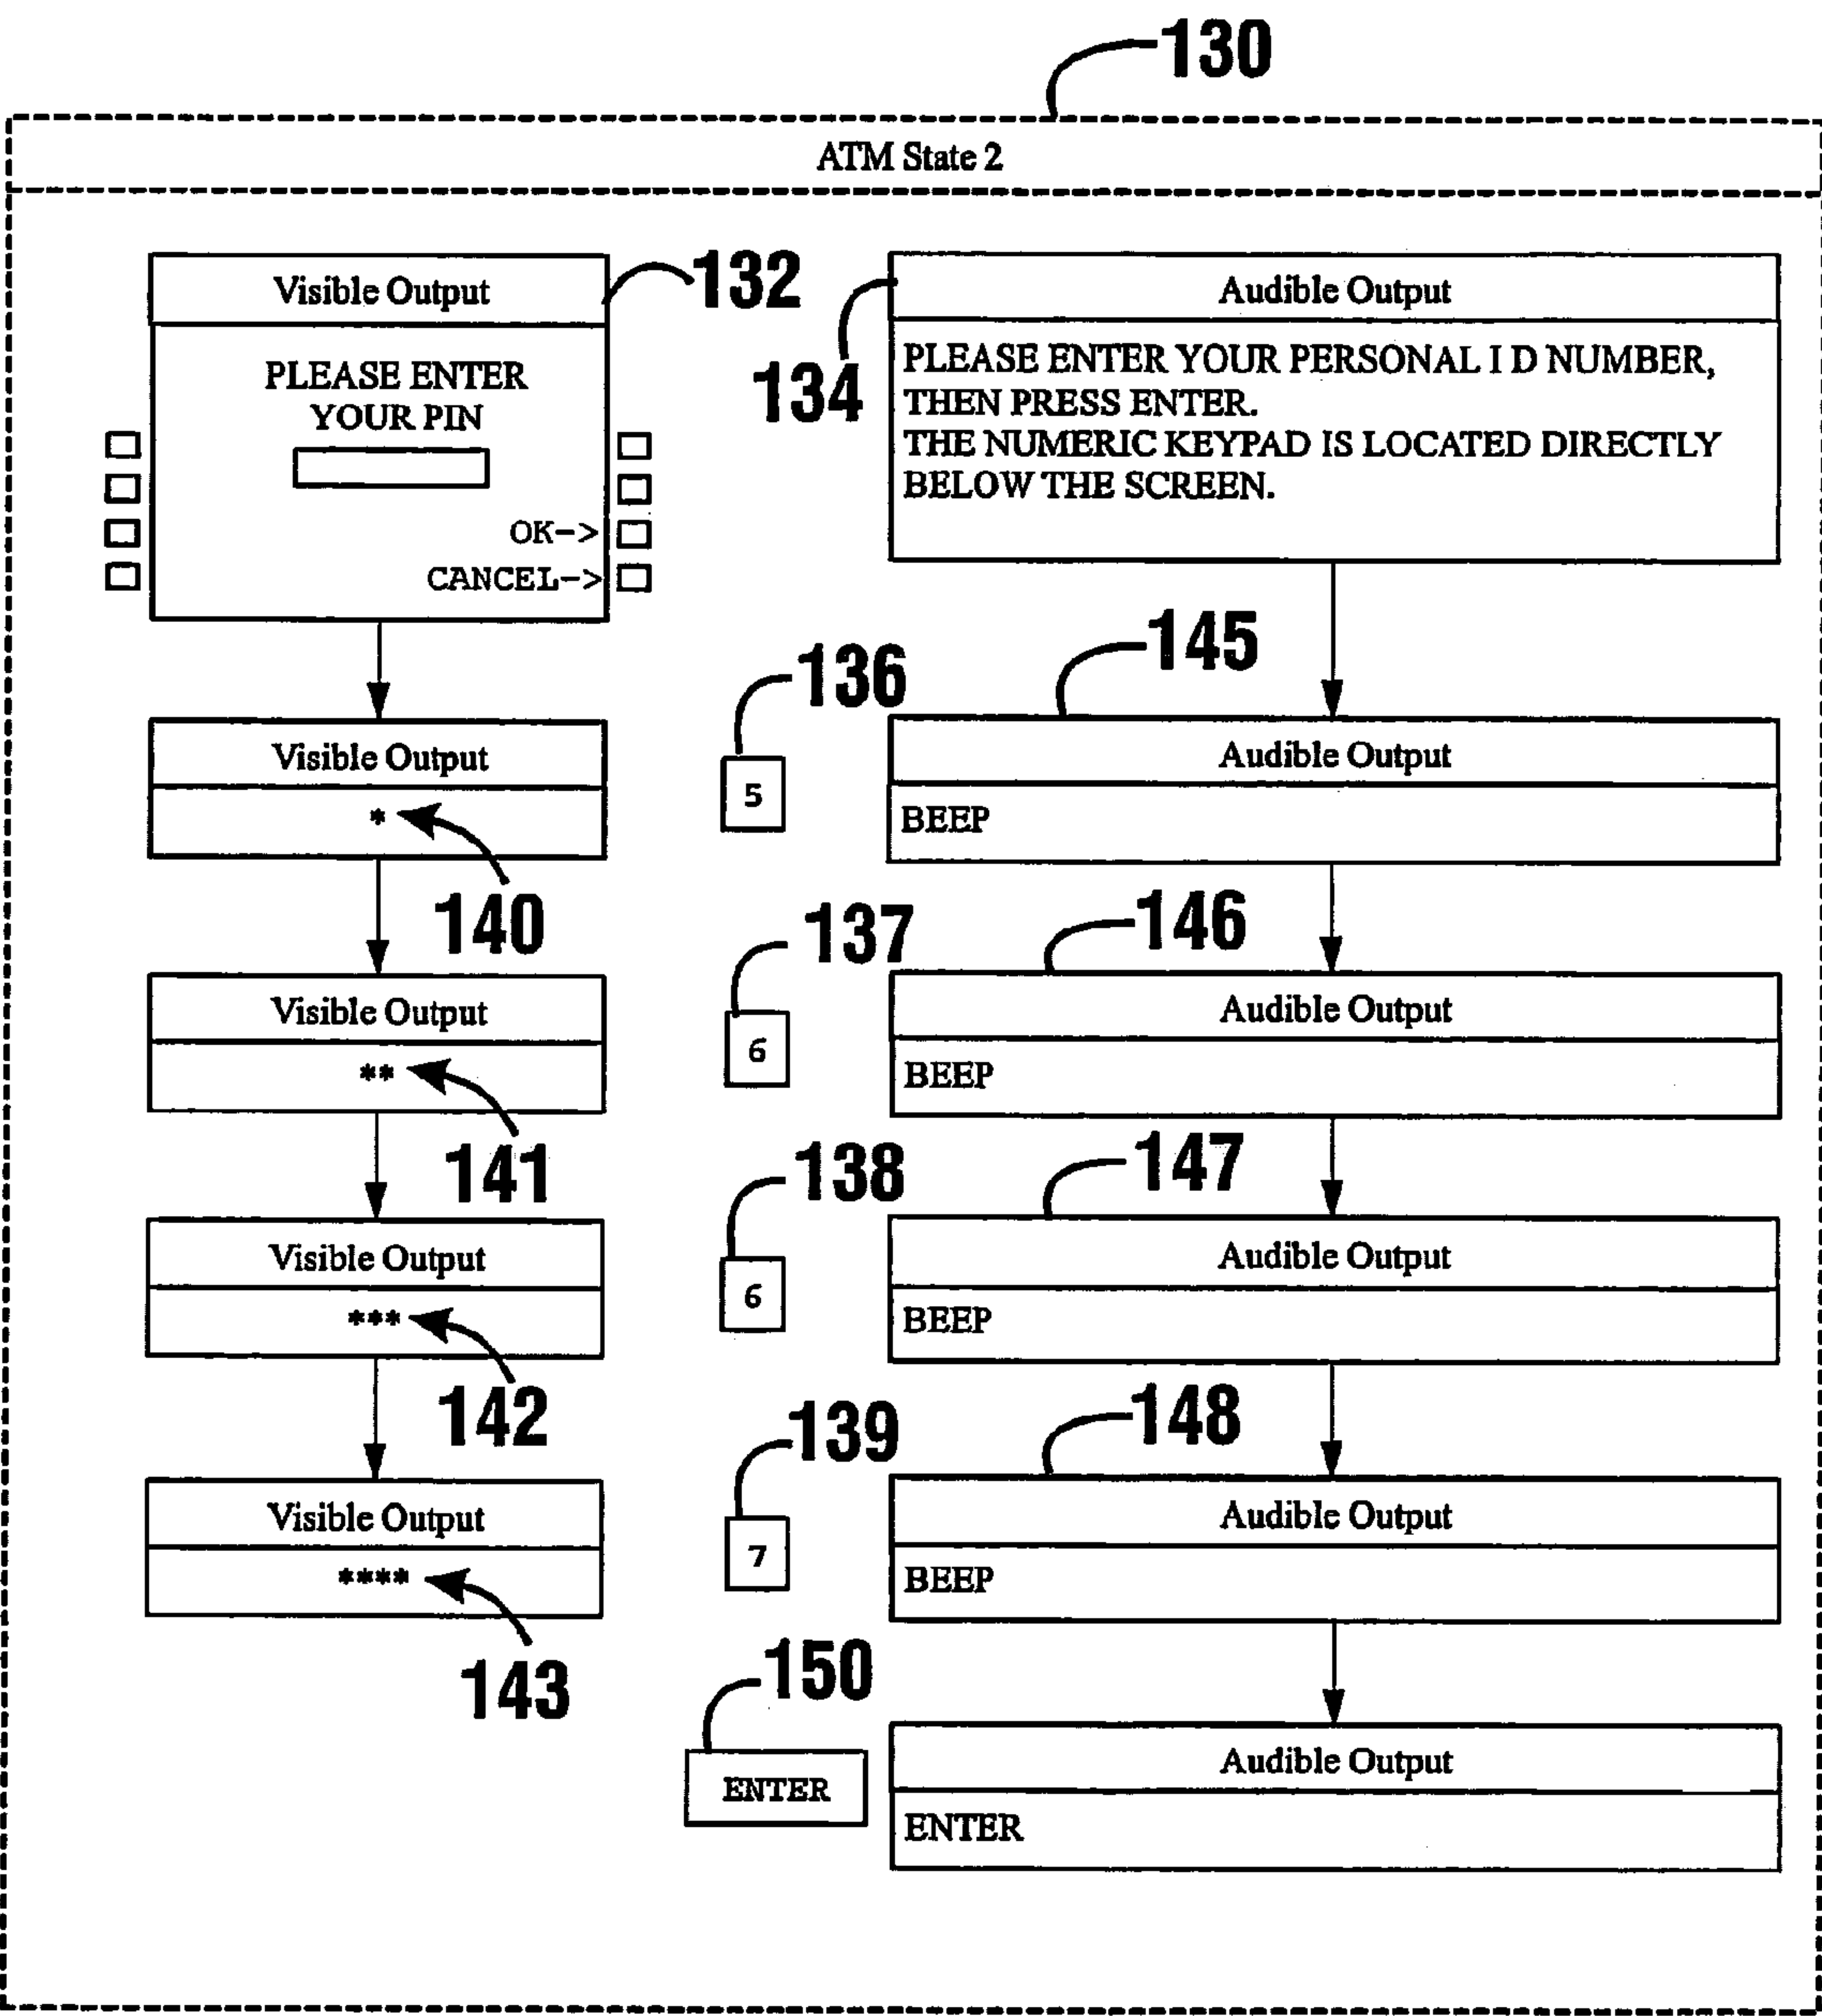 130
ATM State 2
Visible Output
132
PLEASE ENTER
YOUR PIN
OK->
CANCEL->
134
Audible Output
PLEASE ENTER YOUR PERSONAL I D NUMBER,
THEN PRESS ENTER.
THE NUMERIC KEYPAD IS LOCATED DIRECTLY
BELOW THE SCREEN.
Visible Output
*
140
136
5
145
Audible Output
BEEP
Visible Output
**
141
137
6
146
Audible Output
BEEP
Visible Output
***
142
138
6
147
Audible Output
BEEP
Visible Output
****
143
139
7
148
Audible Output
BEEP
150
ENTER
Audible Output
ENTER